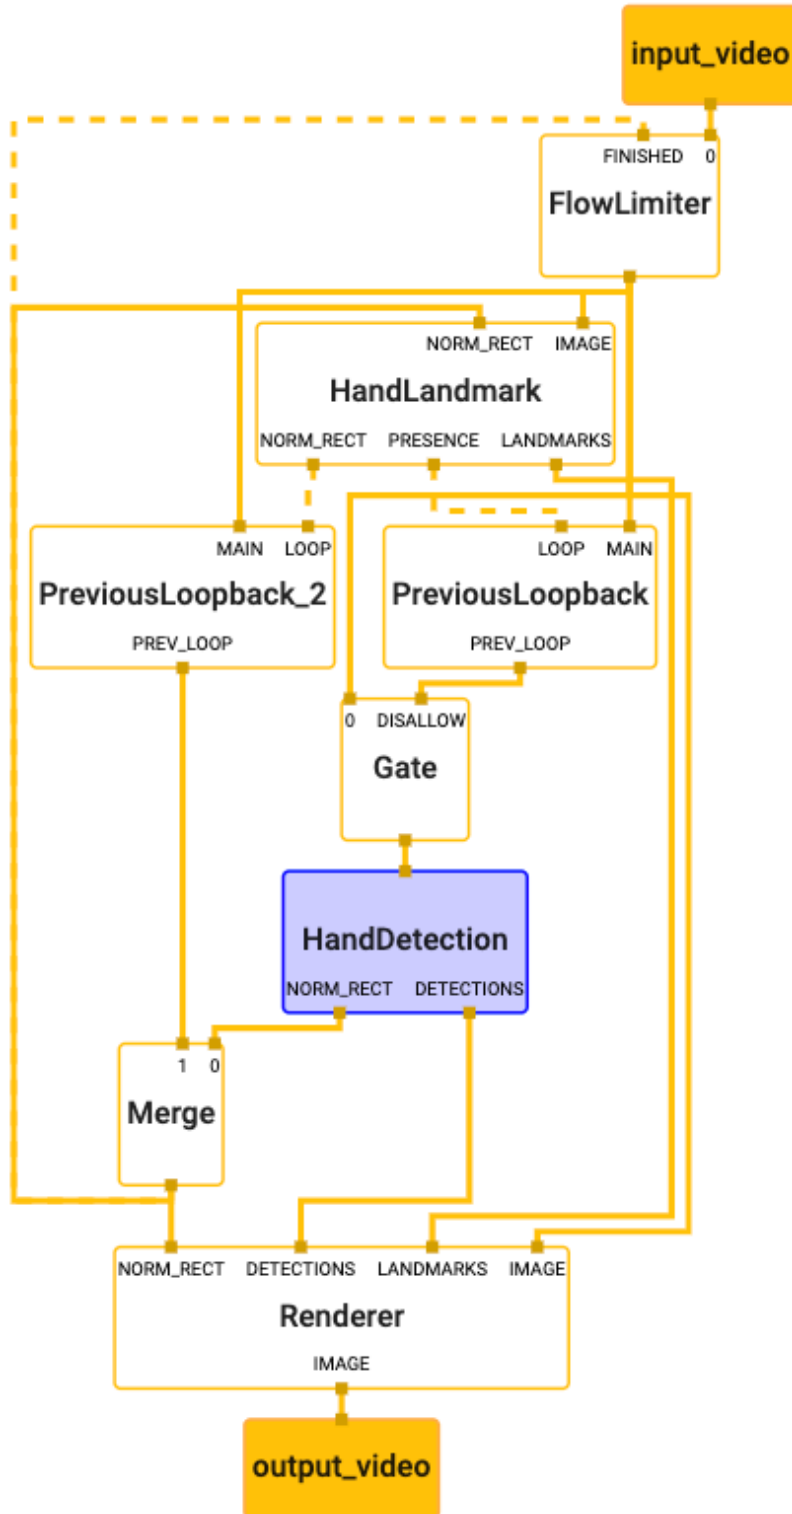 input_video
FINISHED 0
FlowLimiter
NORM_RECT IMAGE
HandLandmark
NORM_RECT PRESENCE LANDMARKS
MAIN LOOP
PreviousLoopback_2
PREV_LOOP
LOOP MAIN
PreviousLoopback
PREV_LOOP
0 DISALLOW
Gate
HandDetection
NORM_RECT DETECTIONS
1 0
Merge
NORM_RECT DETECTIONS LANDMARKS IMAGE
Renderer
IMAGE
output_video